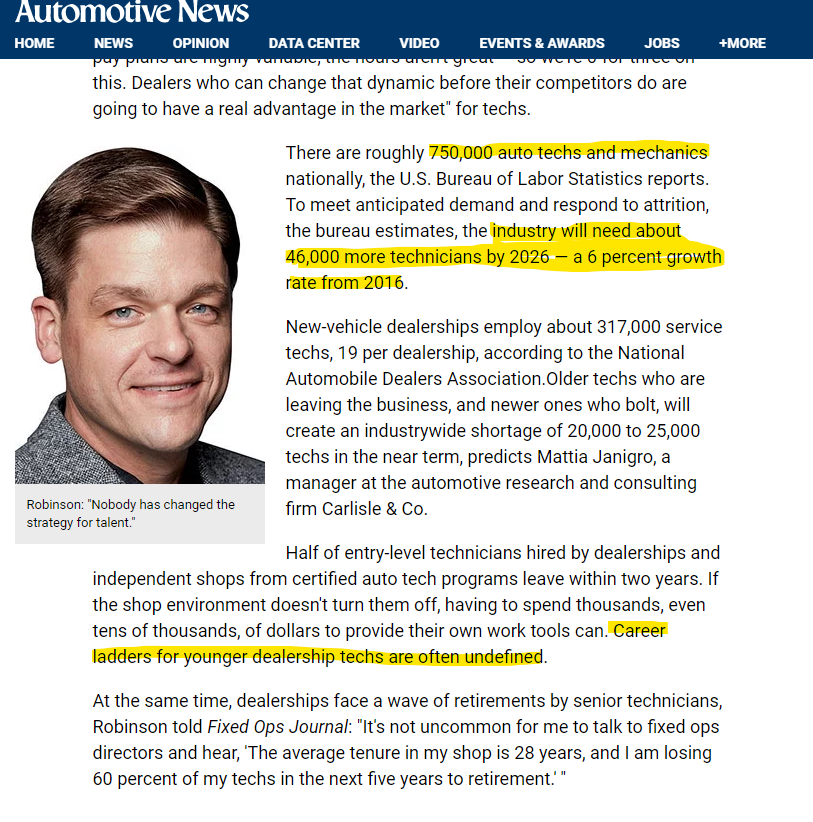 Automotive News
HOME NEWS OPINION DATA CENTER VIDEO EVENTS & AWARDS JOBS +MORE
pay plans are highly variable, the hours aren't great — so we're 0 for three on
this. Dealers who can change that dynamic before their competitors do are
going to have a real advantage in the market" for techs.
There are roughly 750,000 auto techs and mechanics
nationally, the U.S. Bureau of Labor Statistics reports.
To meet anticipated demand and respond to attrition,
the bureau estimates, the industry will need about
46,000 more technicians by 2026 — a 6 percent growth
rate from 2016.
New-vehicle dealerships employ about 317,000 service
techs, 19 per dealership, according to the National
Automobile Dealers Association.Older techs who are
leaving the business, and newer ones who bolt, will
create an industrywide shortage of 20,000 to 25,000
techs in the near term, predicts Mattia Janigro, a
manager at the automotive research and consulting
firm Carlisle & Co.
Robinson: "Nobody has changed the
strategy for talent."
Half of entry-level technicians hired by dealerships and
independent shops from certified auto tech programs leave within two years. If
the shop environment doesn't turn them off, having to spend thousands, even
tens of thousands, of dollars to provide their own work tools can. Career
ladders for younger dealership techs are often undefined.
At the same time, dealerships face a wave of retirements by senior technicians,
Robinson told Fixed Ops Journal: "It's not uncommon for me to talk to fixed ops
directors and hear, 'The average tenure in my shop is 28 years, and I am losing
60 percent of my techs in the next five years to retirement.' "